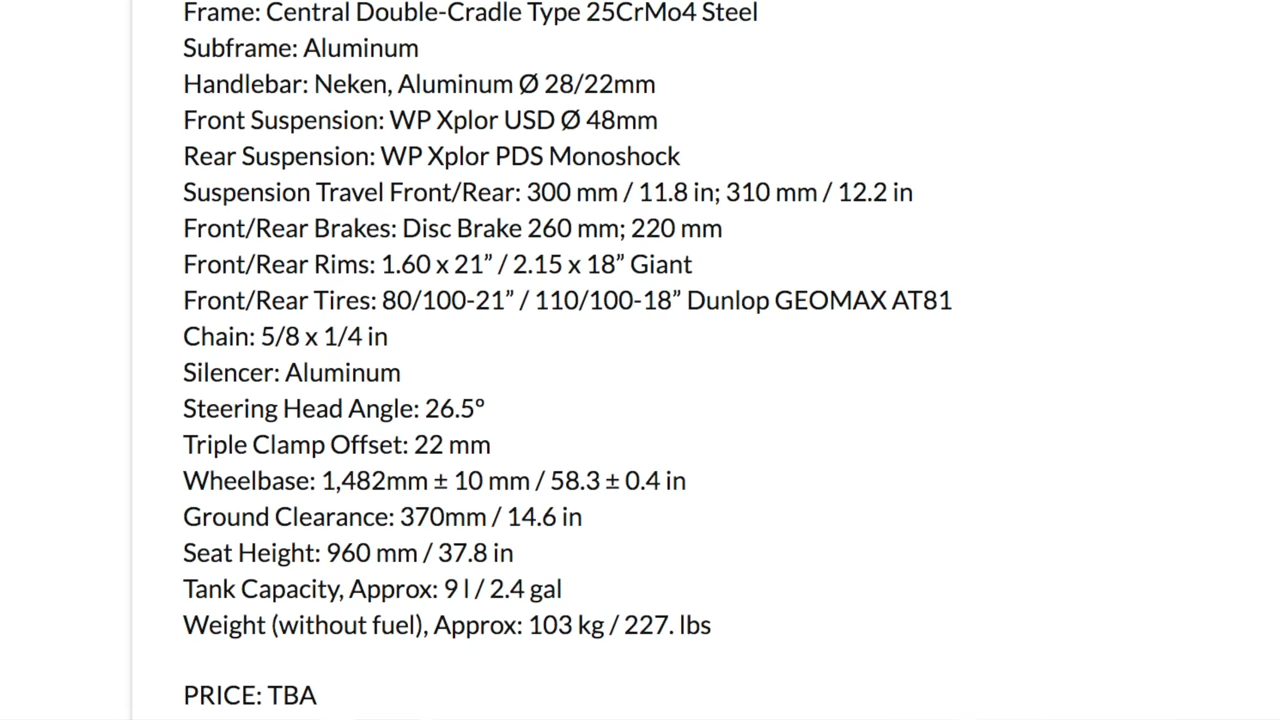 Frame: Central Double-Cradle Type 25CrMo4 Steel
Subframe: Aluminum
Handlebar: Neken, Aluminum Ø 28/22mm
Front Suspension: WP Xplor USD Ø 48mm
Rear Suspension: WP Xplor PDS Monoshock
Suspension Travel Front/Rear: 300 mm / 11.8 in; 310 mm / 12.2 in
Front/Rear Brakes: Disc Brake 260 mm; 220 mm
Front/Rear Rims: 1.60 x 21” / 2.15 x 18” Giant
Front/Rear Tires: 80/100-21” / 110/100-18” Dunlop GEOMAX AT81
Chain: 5/8 x 1/4 in
Silencer: Aluminum
Steering Head Angle: 26.5º
Triple Clamp Offset: 22 mm
Wheelbase: 1,482mm ± 10 mm / 58.3 ± 0.4 in
Ground Clearance: 370mm / 14.6 in
Seat Height: 960 mm / 37.8 in
Tank Capacity, Approx: 9 l / 2.4 gal
Weight (without fuel), Approx: 103 kg / 227. lbs
PRICE: TBA